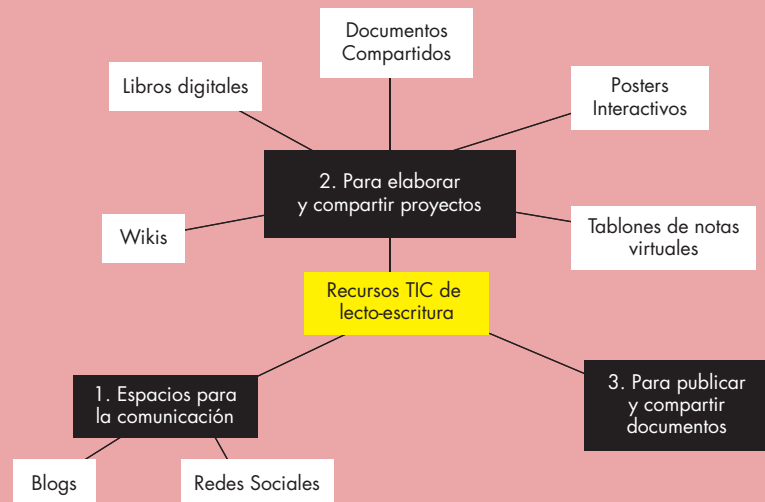 Documentos
Compartidos
Libros digitales
Posters
Interactivos
2. Para elaborar
y compartir proyectos
Wikis
Tablones de notas
virtuales
Recursos TIC de
lecto-escritura
1. Espacios para
la comunicación
3. Para publicar
y compartir
documentos
Blogs
Redes Sociales